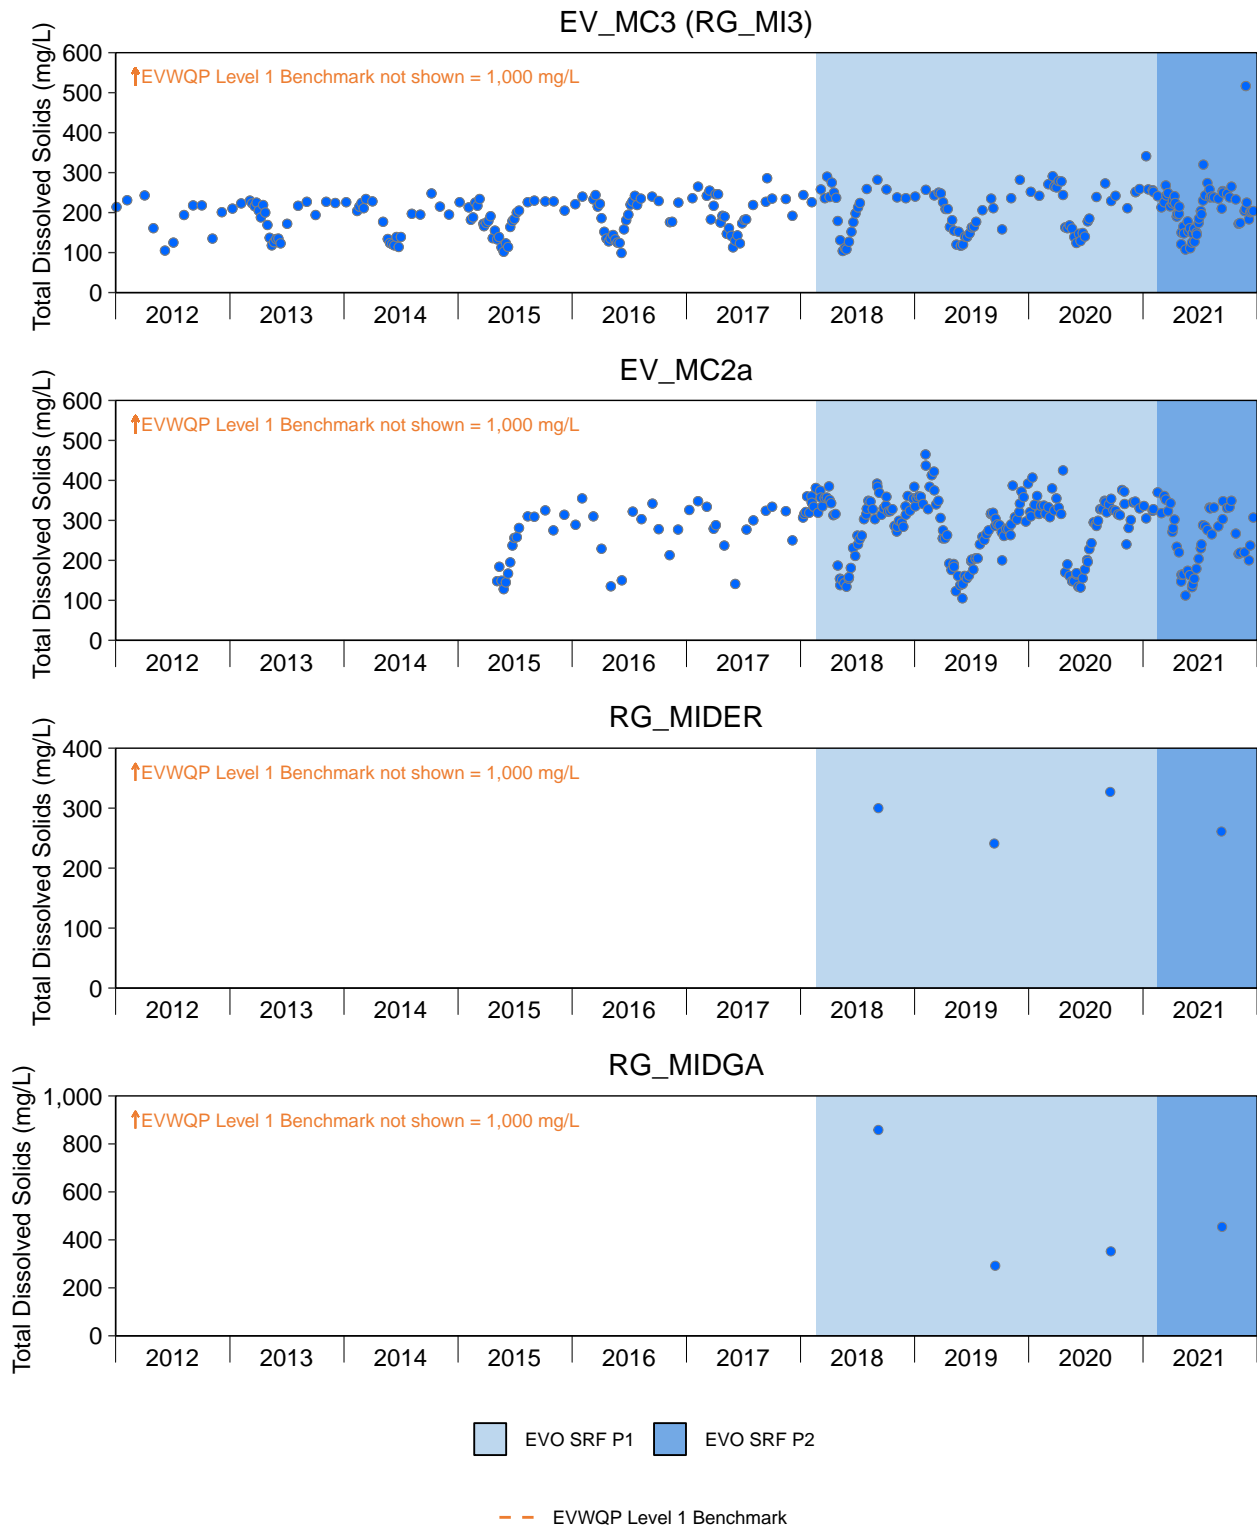 EV_MC3 (RG_MI3)
Total Dissolved Solids (mg/L)
600
500
400
300
200
100
0
EVWQP Level 1 Benchmark not shown = 1,000 mg/L
2012 2013 2014 2015 2016 2017 2018 2019 2020 2021
EV_MC2a
Total Dissolved Solids (mg/L)
600
500
400
300
200
100
0
EVWQP Level 1 Benchmark not shown = 1,000 mg/L
2012 2013 2014 2015 2016 2017 2018 2019 2020 2021
RG_MIDER
Total Dissolved Solids (mg/L)
400
300
200
100
0
EVWQP Level 1 Benchmark not shown = 1,000 mg/L
2012 2013 2014 2015 2016 2017 2018 2019 2020 2021
RG_MIDGA
Total Dissolved Solids (mg/L)
1,000
800
600
400
200
0
EVWQP Level 1 Benchmark not shown = 1,000 mg/L
2012 2013 2014 2015 2016 2017 2018 2019 2020 2021
EVO SRF P1 EVO SRF P2
EVWQP Level 1 Benchmark